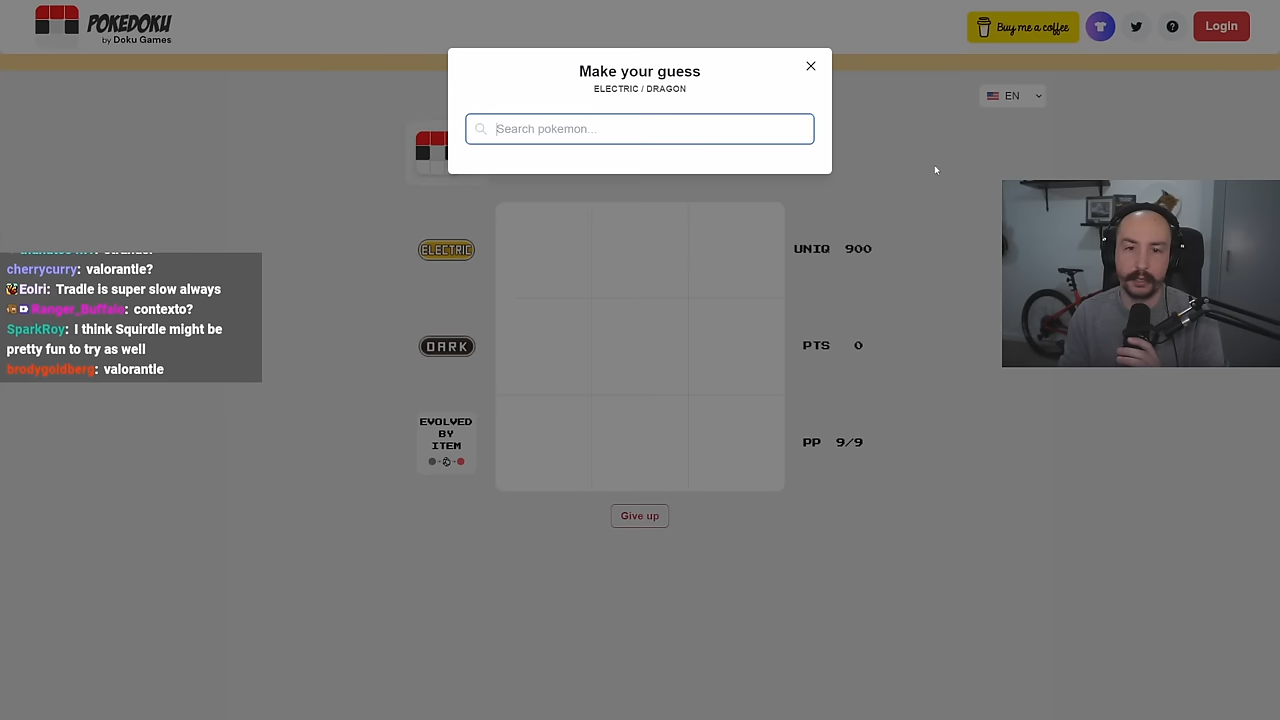 POKEDOKU
by Doku Games
Buy me a coffee
Login
Make your guess
ELECTRIC / DRAGON
Search pokemon...
EN
ELECTRIC
UNIQ 900
DARK
PTS 0
EVOLVED
BY
ITEM
PP 9/9
Give up
cherrycurry: valorantle?
Eolri: Tradle is super slow always
Ranger_Buffalo: contexto?
SparkRoy: I think Squirdle might be
pretty fun to try as well
brodygoldberg: valorantle